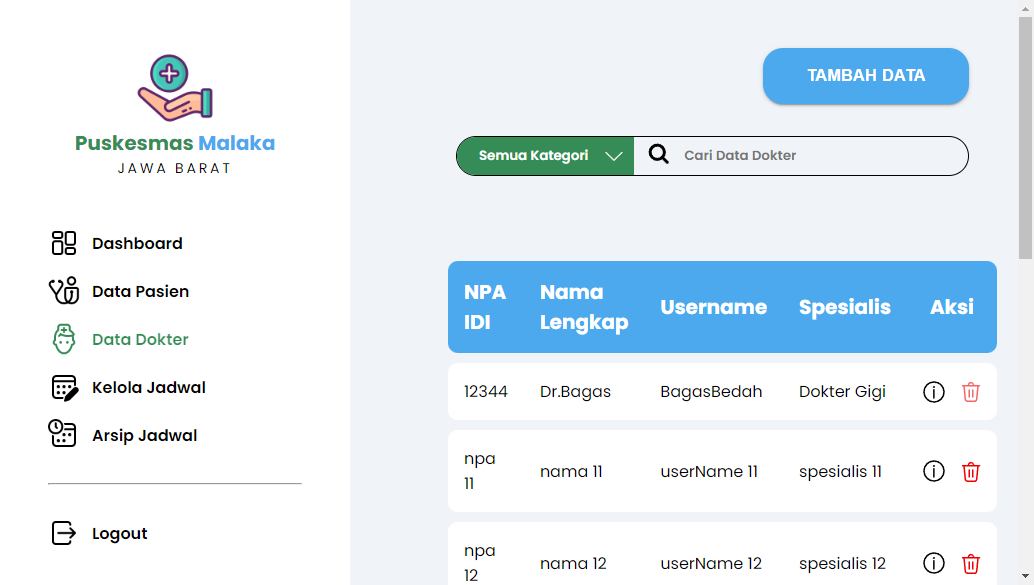 Puskesmas Malaka
JAWA BARAT
Dashboard
Data Pasien
Data Dokter
Kelola Jadwal
Arsip Jadwal
Logout
TAMBAH DATA
Semua Kategori
Cari Data Dokter
NPA IDI
Nama Lengkap
Username
Spesialis
Aksi
12344 Dr.Bagas BagasBedah Dokter Gigi
npa 11 nama 11 userName 11 spesialis 11
npa 12 nama 12 userName 12 spesialis 12